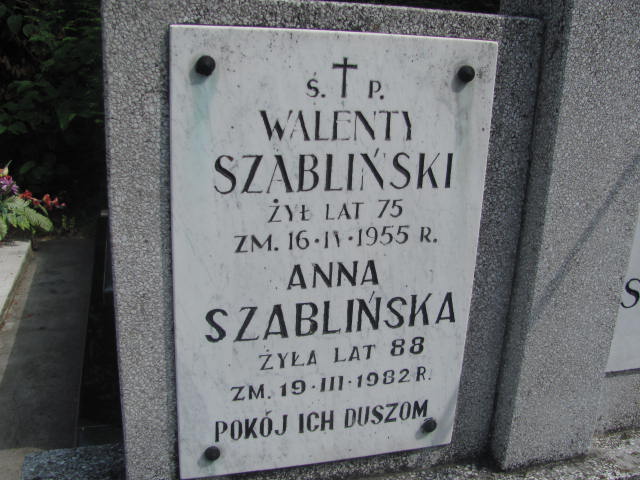 Ś. P.
WALENTY
SZABLIŃSKI
ŻYŁ LAT 75
ZM. 16·IV·1955 R.
ANNA
SZABLIŃSKA
ŻYŁA LAT 88
ZM. 19·III·1982 R.
POKÓJ ICH DUSZOM
S